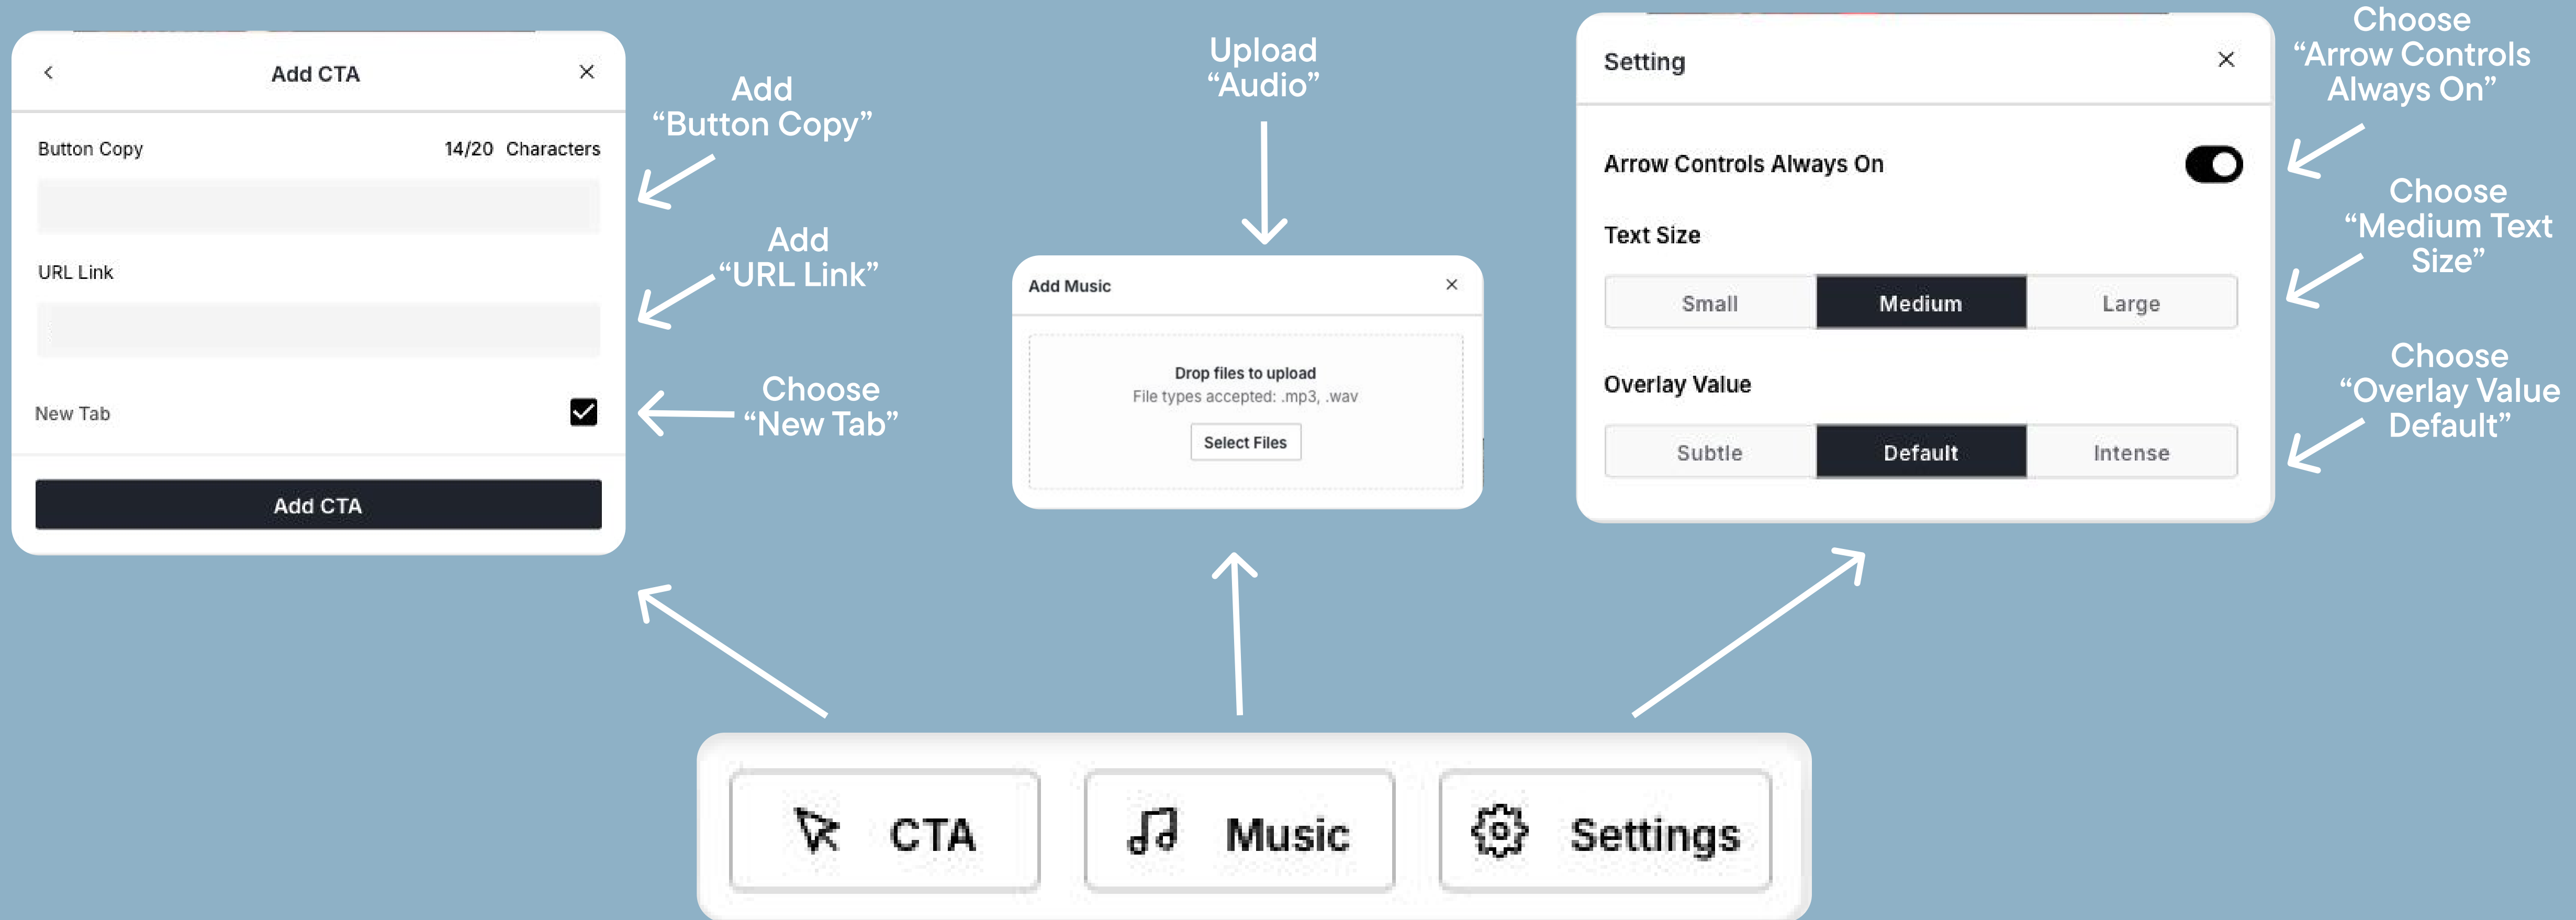 Add CTA
Button Copy
14/20 Characters
URL Link
New Tab
Add CTA
Add
“Button Copy”
Add
“URL Link”
Choose
“New Tab”
Upload
“Audio”
Add Music
Drop files to upload
File types accepted: .mp3, .wav
Select Files
Setting
Arrow Controls Always On
Text Size
Small
Medium
Large
Overlay Value
Subtle
Default
Intense
Choose
“Arrow Controls
Always On”
Choose
“Medium Text
Size”
Choose
“Overlay Value
Default”
CTA
Music
Settings